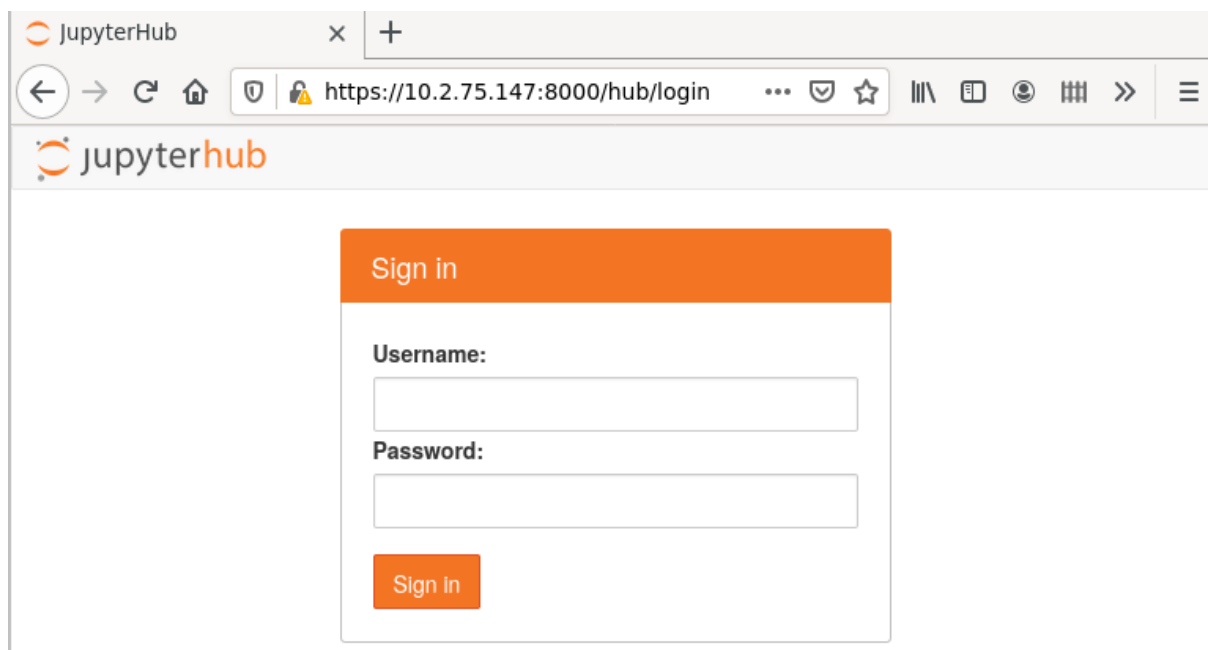 JupyterHub
https://10.2.75.147:8000/hub/login
jupyterhub
Sign in
Username:
Password:
Sign in